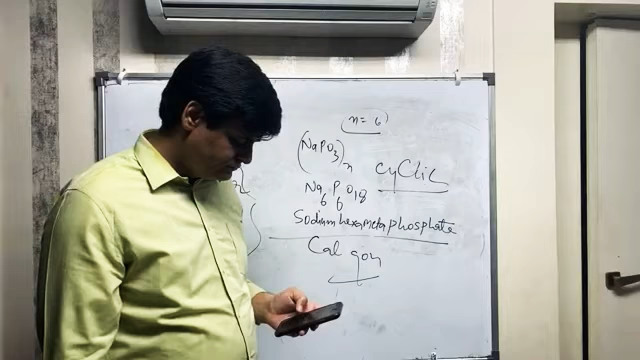 (n = 6)
(NaPO3)n cyclic
Na6P6O18
Sodium hexametaphosphate
Calgon